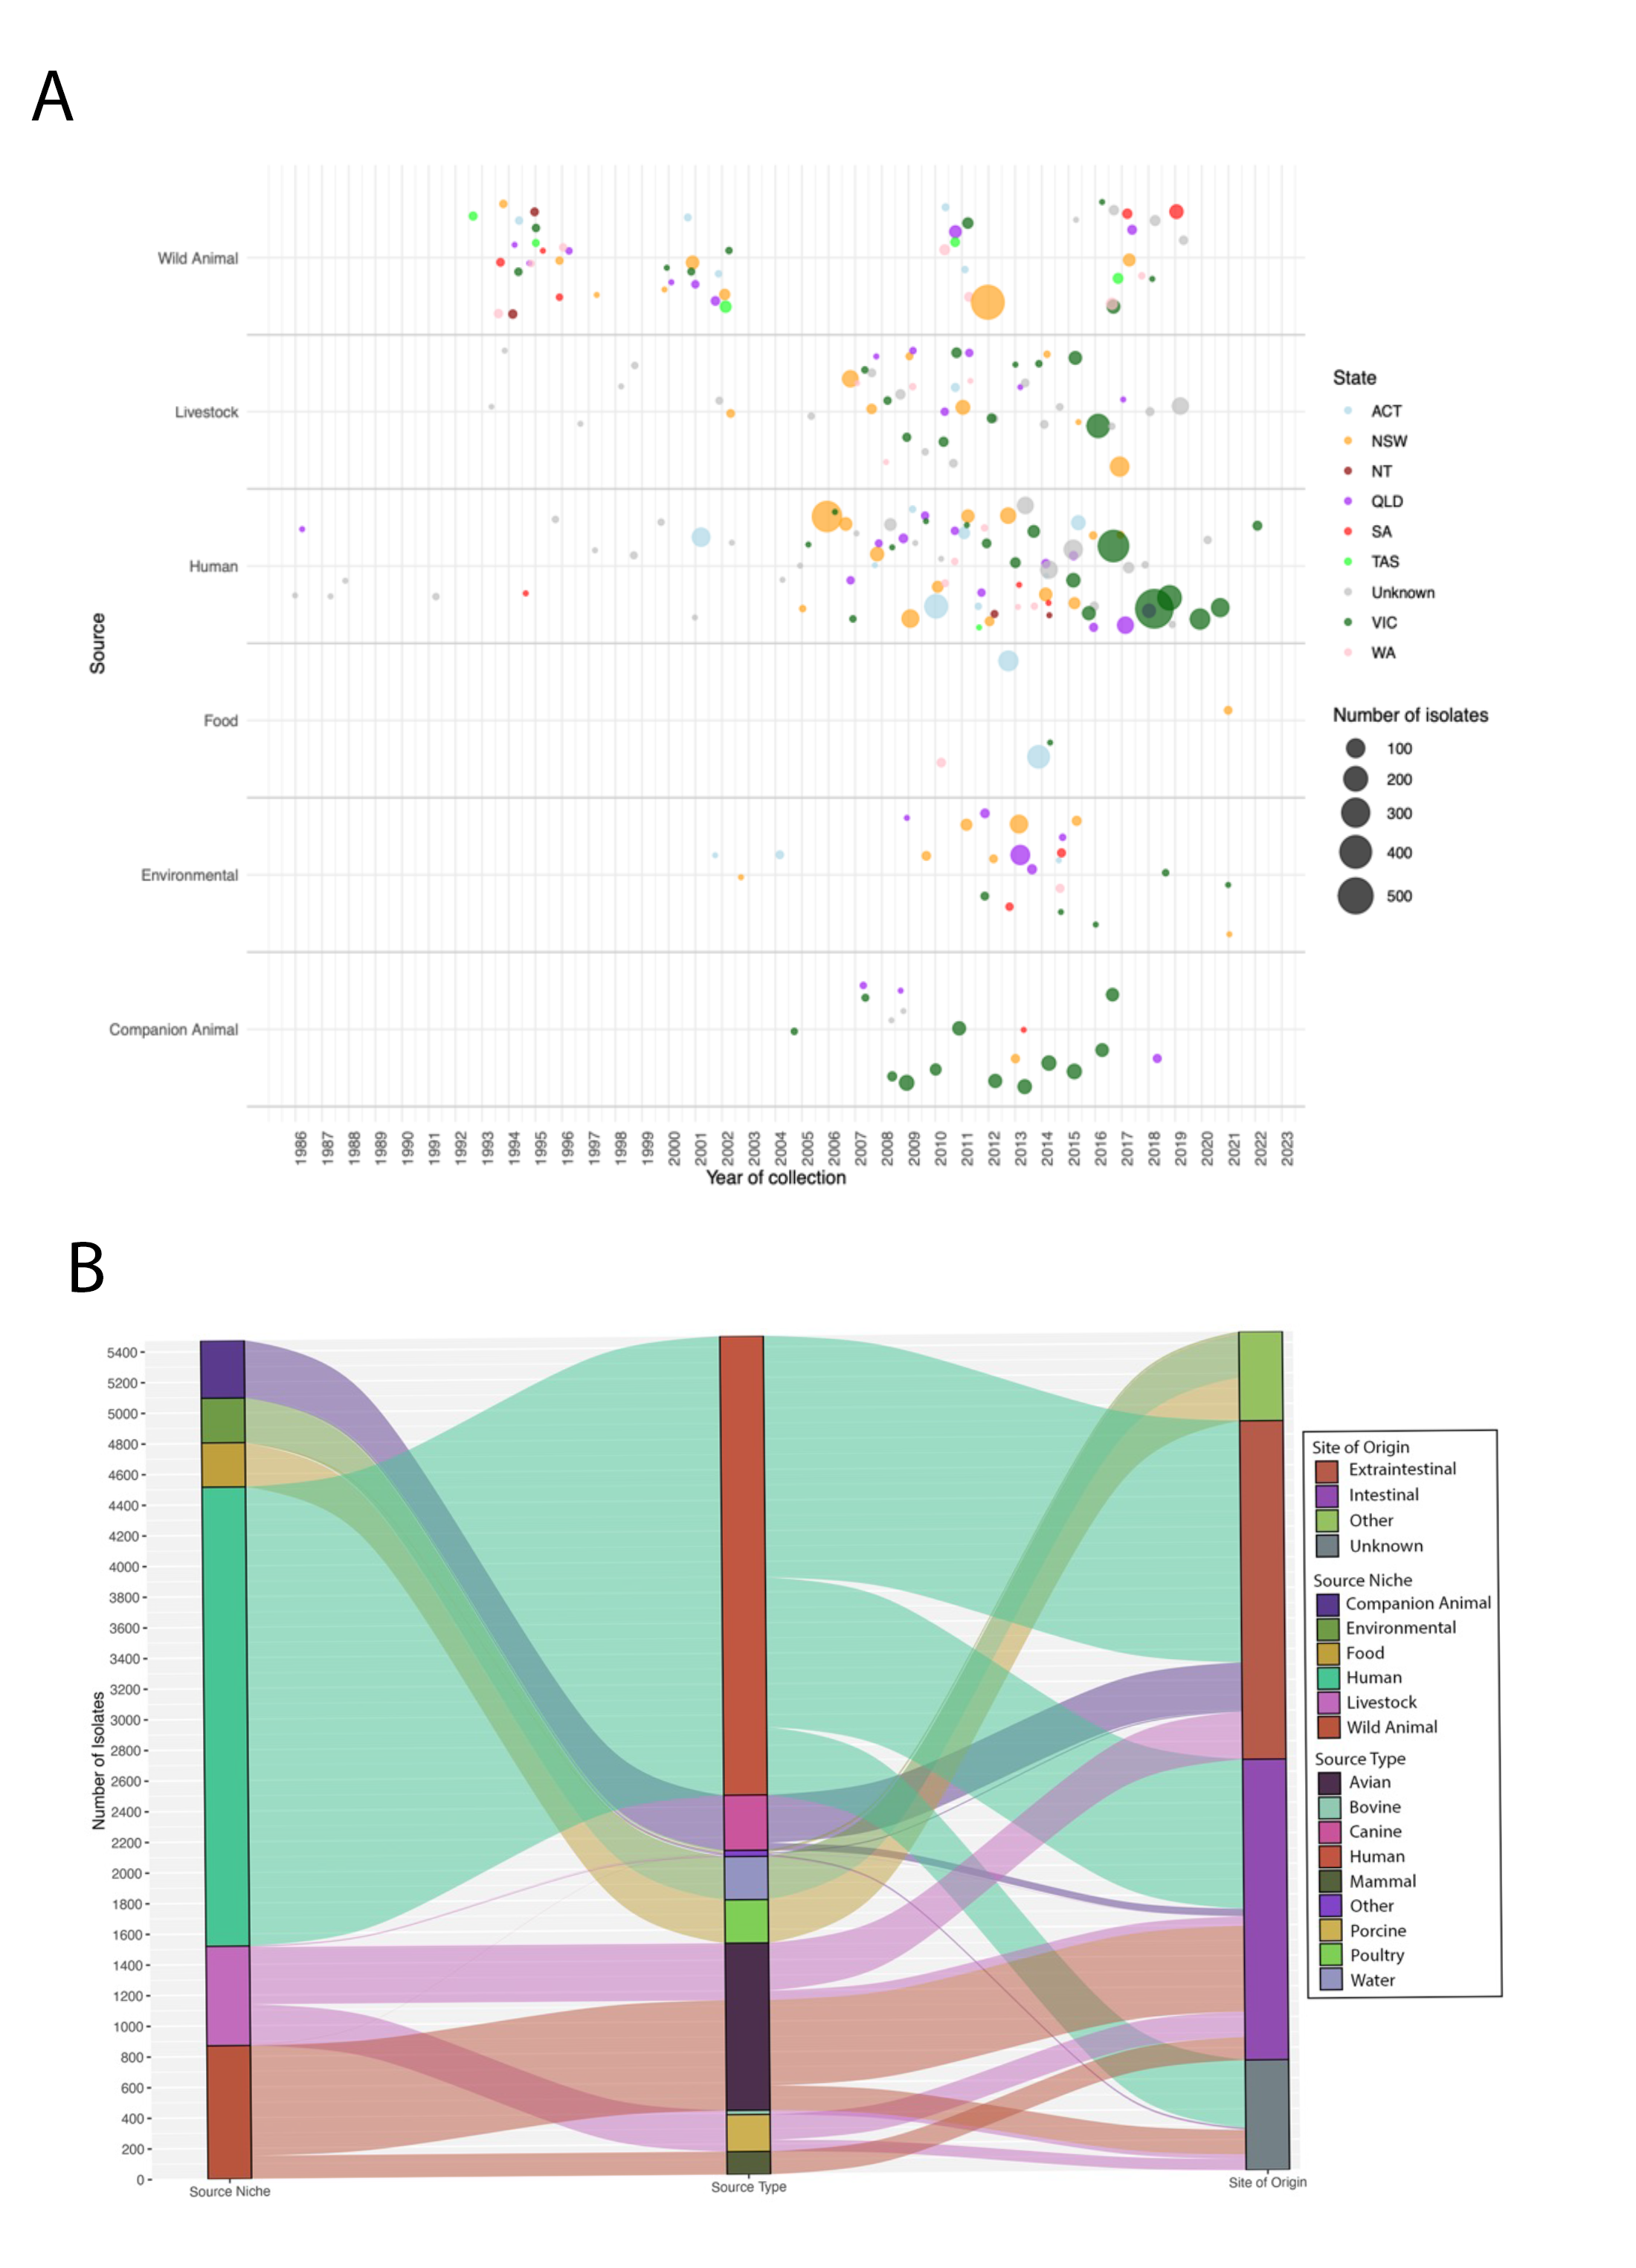 A
Wild Animal
Livestock
Human
Food
Environmental
Companion Animal
Source
1986
1987
1988
1989
1990
1991
1992
1993
1994
1995
1996
1997
1998
1999
2000
2001
2002
2003
2004
2005
2006
2007
2008
2009
2010
2011
2012
2013
2014
2015
2016
2017
2018
2019
2020
2021
2022
2023
Year of collection
State
ACT
NSW
NT
QLD
SA
TAS
Unknown
VIC
WA
Number of isolates
100
200
300
400
500
B
Number of Isolates
5400
5200
5000
4800
4600
4400
4200
4000
3800
3600
3400
3200
3000
2800
2600
2400
2200
2000
1800
1600
1400
1200
1000
800
600
400
200
0
Source Niche
Source Type
Site of Origin
Site of Origin
Extraintestinal
Intestinal
Other
Unknown
Source Niche
Companion Animal
Environmental
Food
Human
Livestock
Wild Animal
Source Type
Avian
Bovine
Canine
Human
Mammal
Other
Porcine
Poultry
Water